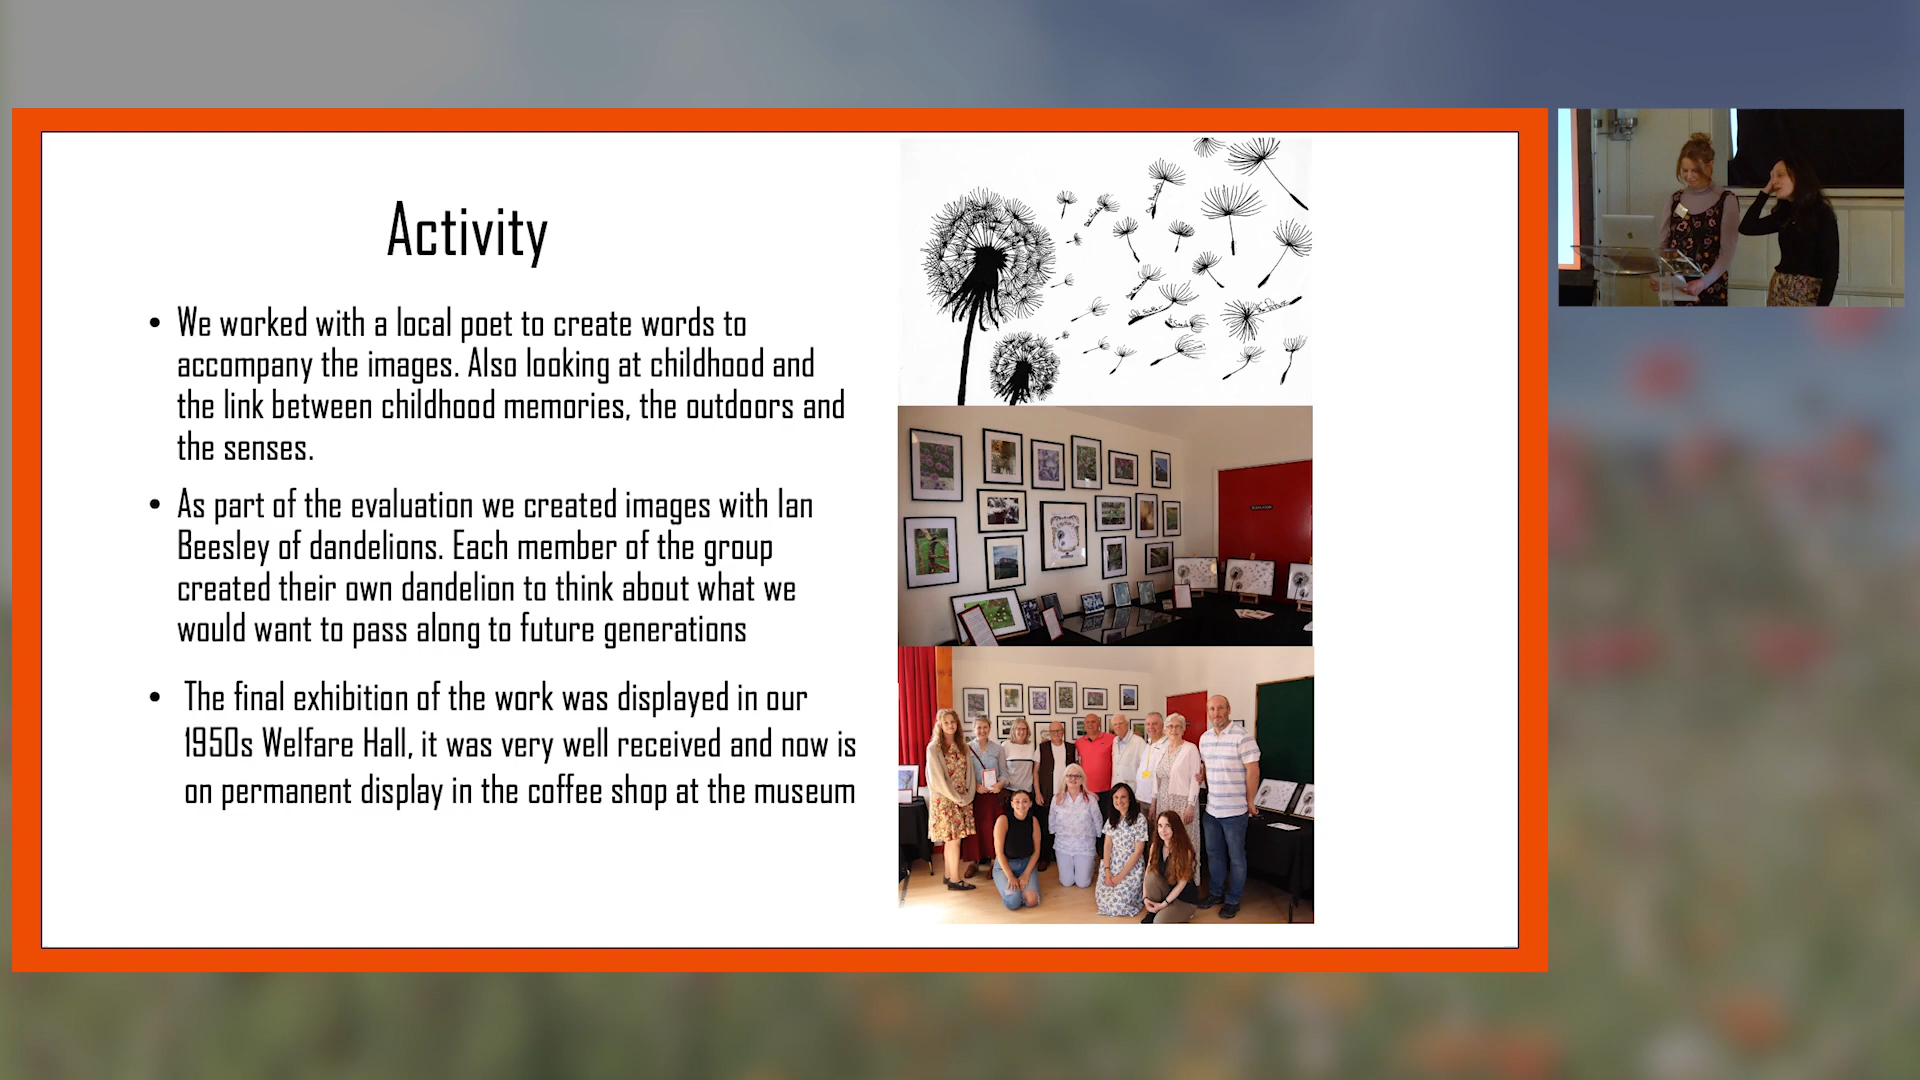 Activity
• We worked with a local poet to create words to
accompany the images. Also looking at childhood and
the link between childhood memories, the outdoors and
the senses.
• As part of the evaluation we created images with Ian
Beesley of dandelions. Each member of the group
created their own dandelion to think about what we
would want to pass along to future generations
• The final exhibition of the work was displayed in our
1950s Welfare Hall, it was very well received and now is
on permanent display in the coffee shop at the museum